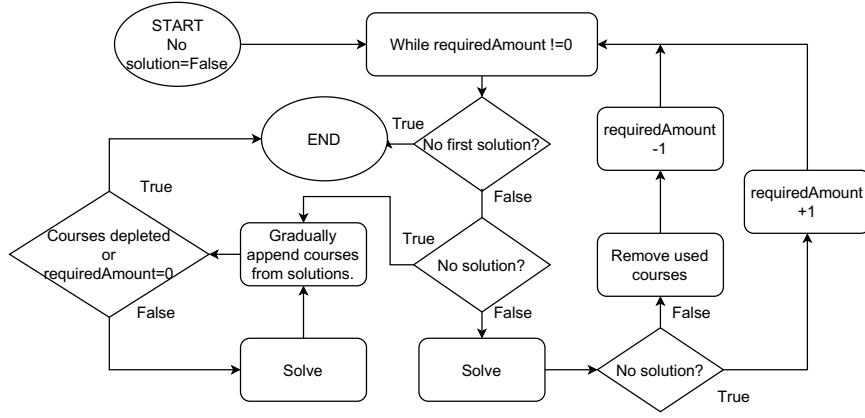 START
No
solution=False
While requiredAmount !=0
True
END
No first solution?
requiredAmount
-1
False
True
requiredAmount
+1
Courses depleted
or
requiredAmount=0
Gradually
append courses
from solutions.
True
No solution?
Remove used
courses
False
False
False
Solve
Solve
No solution?
True